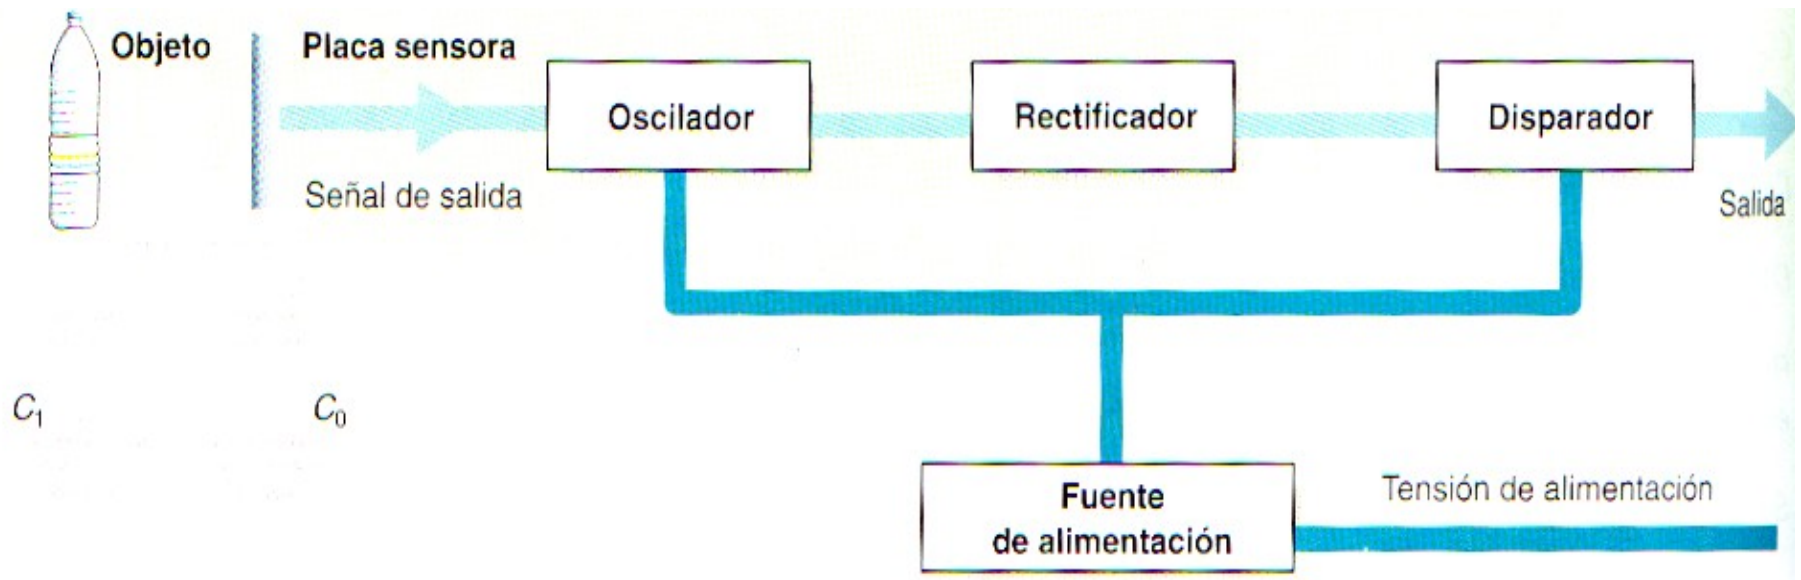 Objeto
Placa sensora
Oscilador
Rectificador
Disparador
Señal de salida
Salida
C₁
C₀
Fuente
de alimentación
Tensión de alimentación